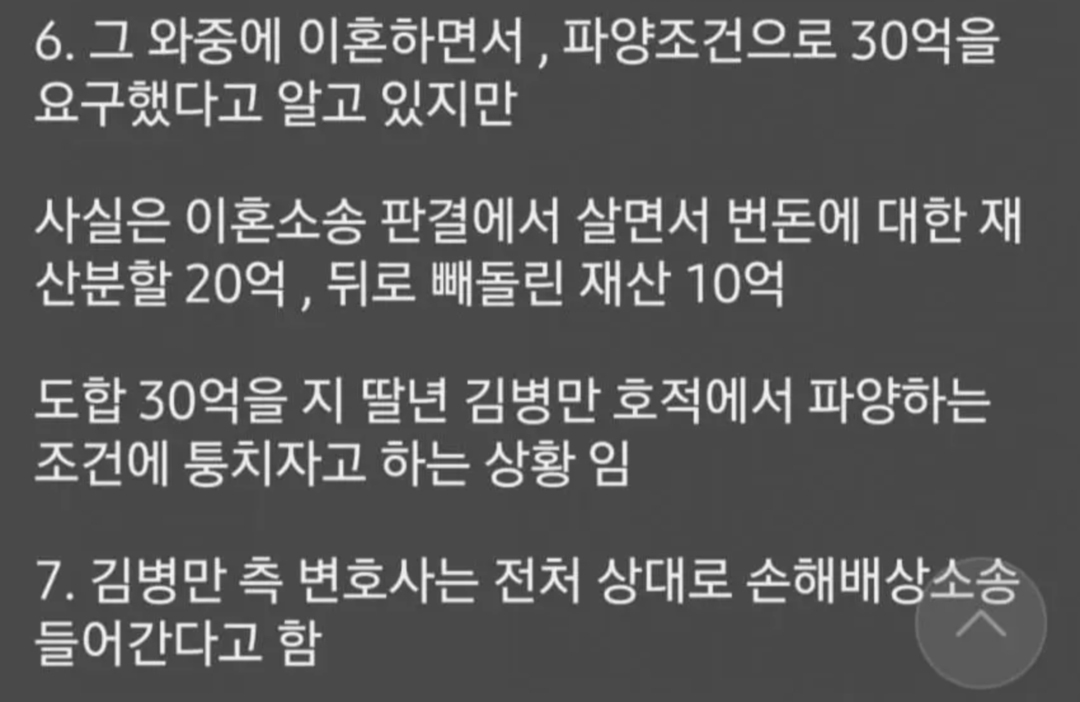 6. 그 와중에 이혼하면서 , 파양조건으로 30억을
요구했다고 알고 있지만
사실은 이혼소송 판결에서 살면서 번돈에 대한 재
산분할 20억 , 뒤로 빼돌린 재산 10억
도합 30억을 지 딸년 김병만 호적에서 파양하는
조건에 퉁치자고 하는 상황 임
7. 김병만 측 변호사는 전처 상대로 손해배상소송
들어간다고 함